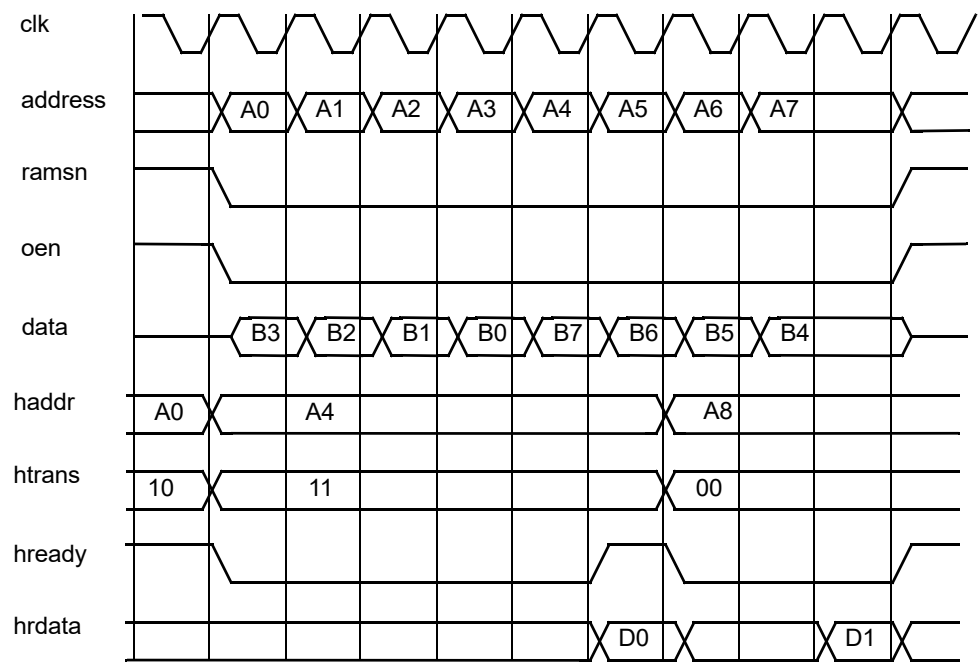 clk
address A0 A1 A2 A3 A4 A5 A6 A7
ramsn
oen
data B3 B2 B1 B0 B7 B6 B5 B4
haddr A0 A4 A8
htrans 10 11 00
hready
hrdata D0 D1